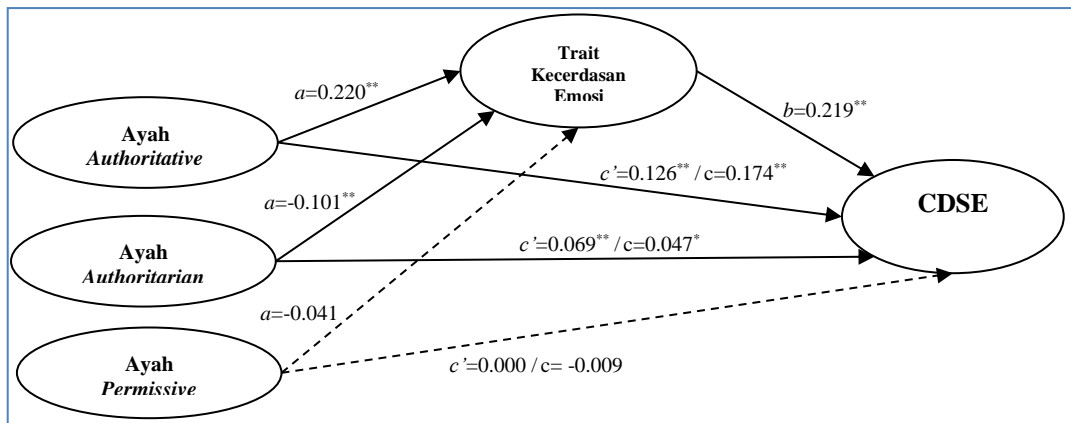 Trait
Kecerdasan
Emosi
a=0.220**
b=0.219**
Ayah
Authoritative
c’=0.126** / c=0.174**
a=-0.101**
CDSE
Ayah
Authoritarian
c’=0.069** / c=0.047*
a=-0.041
Ayah
Permissive
c’=0.000 / c= -0.009